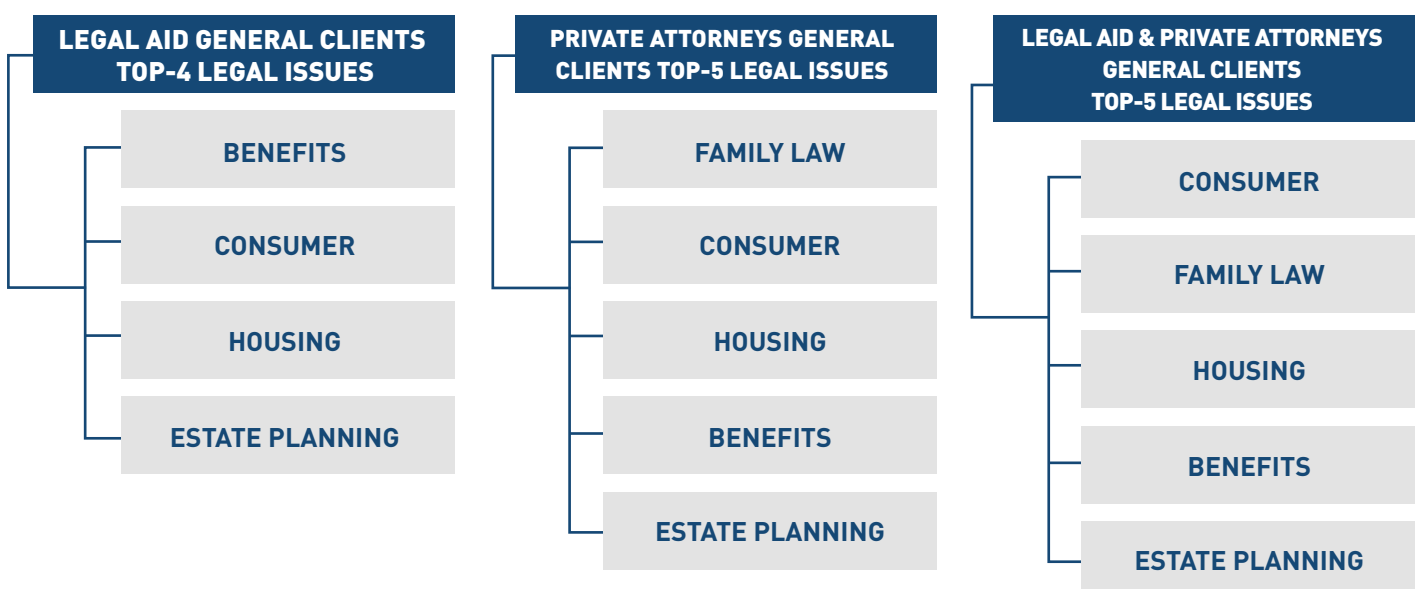 LEGAL AID GENERAL CLIENTS
TOP-4 LEGAL ISSUES
BENEFITS
CONSUMER
HOUSING
ESTATE PLANNING
PRIVATE ATTORNEYS GENERAL
CLIENTS TOP-5 LEGAL ISSUES
FAMILY LAW
CONSUMER
HOUSING
BENEFITS
ESTATE PLANNING
LEGAL AID & PRIVATE ATTORNEYS
GENERAL CLIENTS
TOP-5 LEGAL ISSUES
CONSUMER
FAMILY LAW
HOUSING
BENEFITS
ESTATE PLANNING